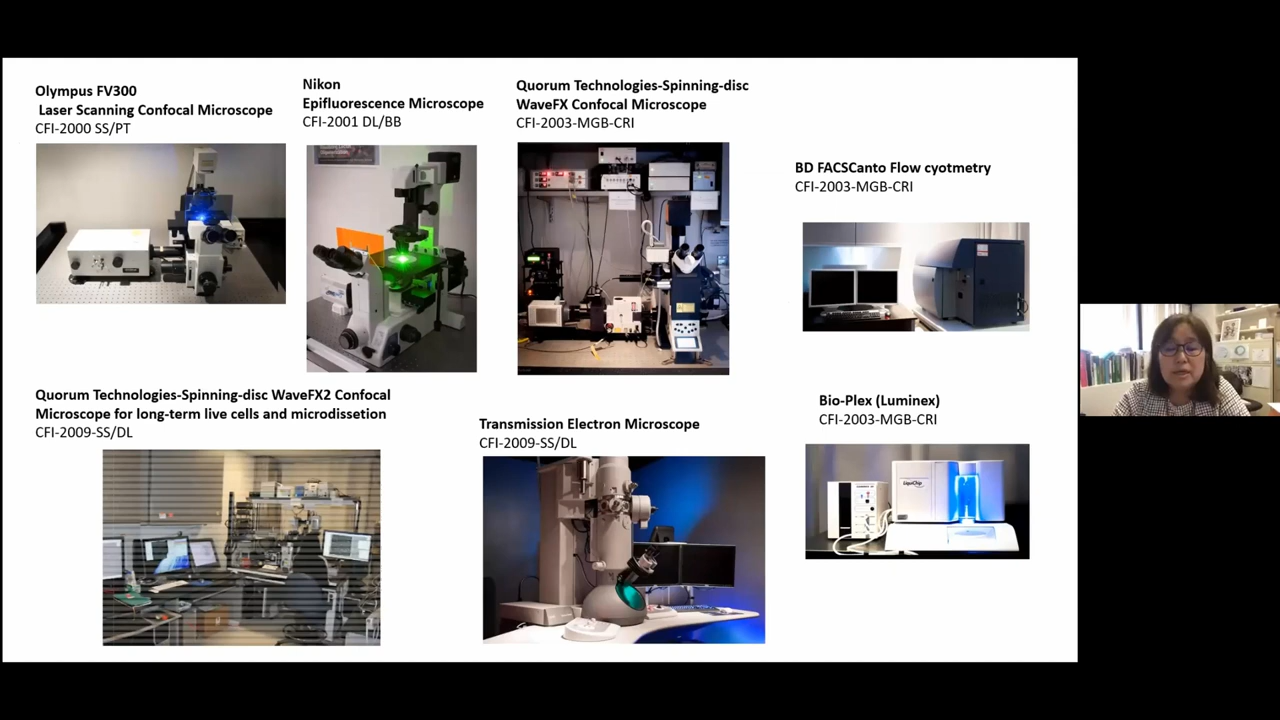 Olympus FV300
Laser Scanning Confocal Microscope
CFI-2000 SS/PT
Nikon
Epifluorescence Microscope
CFI-2001 DL/BB
Quorum Technologies-Spinning-disc
WaveFX Confocal Microscope
CFI-2003-MGB-CRI
BD FACSCanto Flow cyotmetry
CFI-2003-MGB-CRI
Quorum Technologies-Spinning-disc WaveFX2 Confocal
Microscope for long-term live cells and microdissetion
CFI-2009-SS/DL
Transmission Electron Microscope
CFI-2009-SS/DL
Bio-Plex (Luminex)
CFI-2003-MGB-CRI
LiquiChip